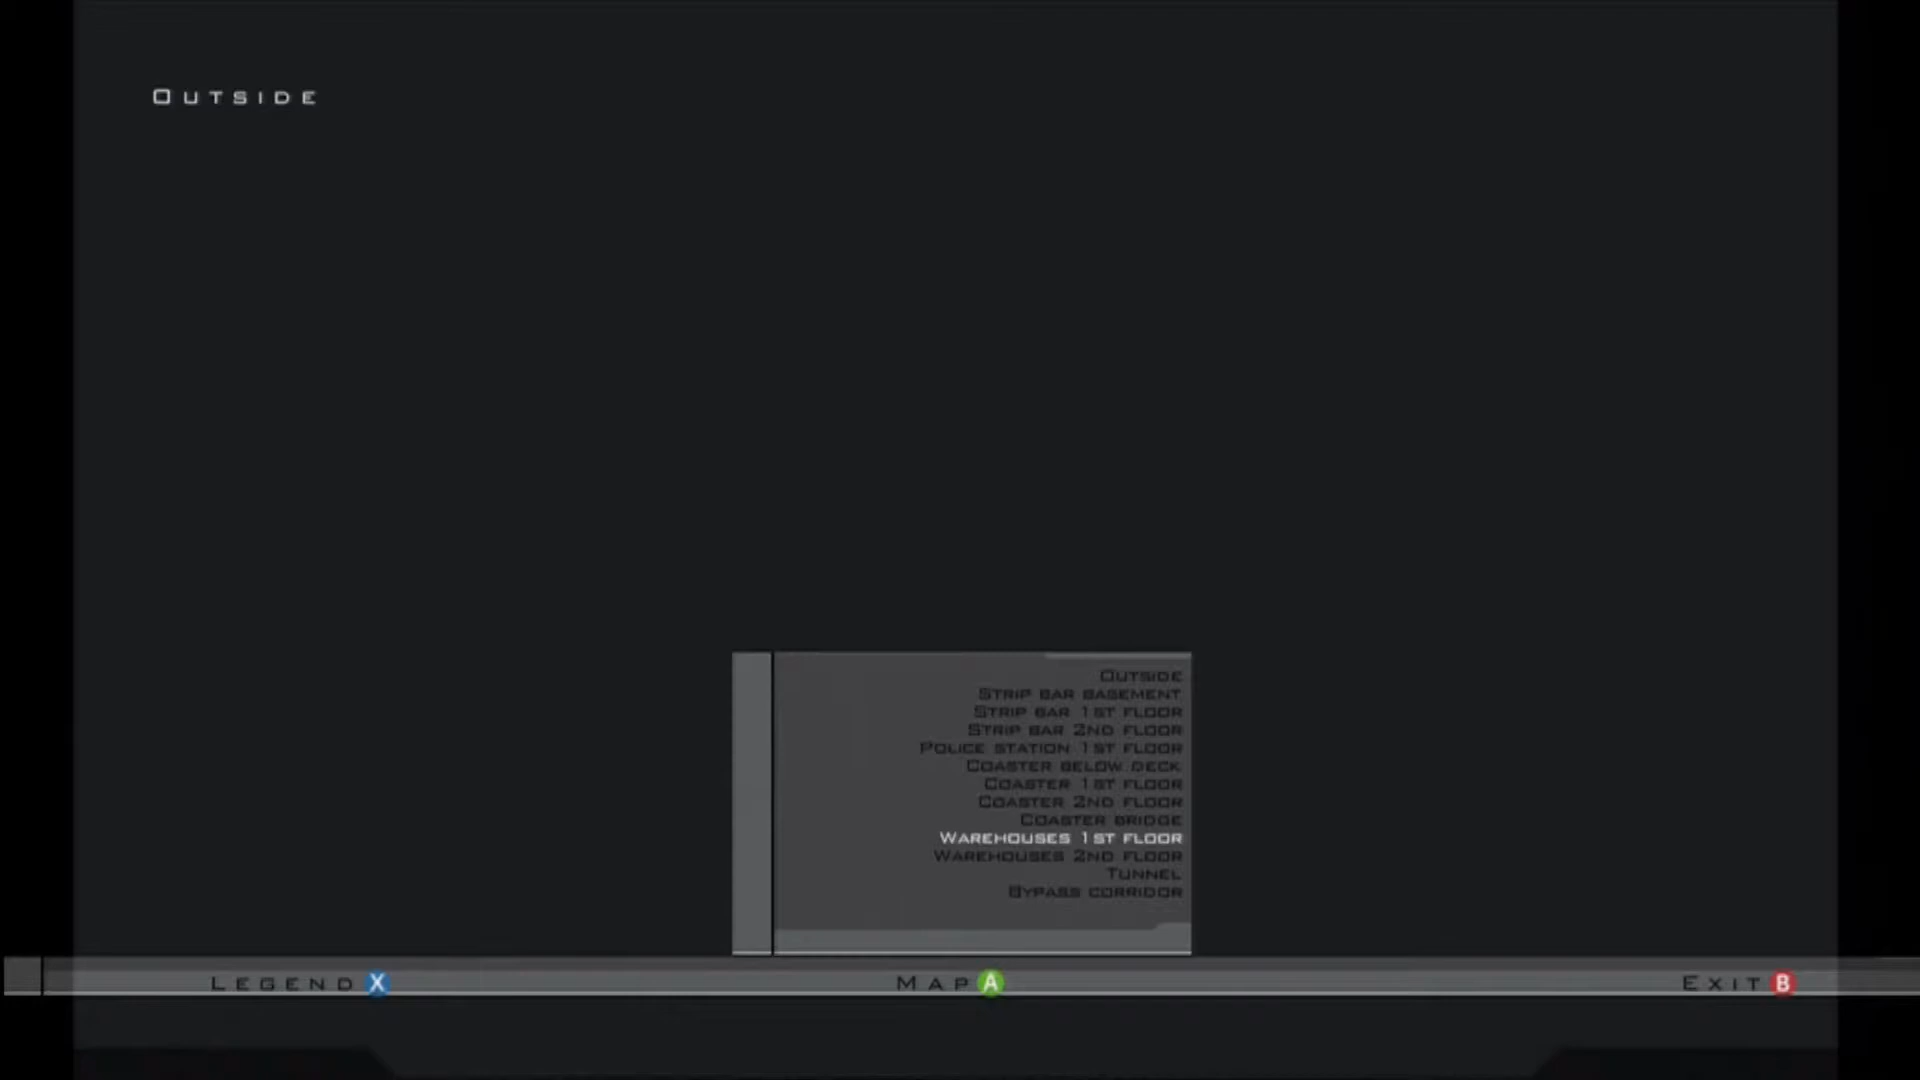 OUTSIDE
OUTSIDE
STRIP BAR BASEMENT
STRIP BAR 1ST FLOOR
STRIP BAR 2ND FLOOR
POLICE STATION 1ST FLOOR
COASTER BELOW DECK
COASTER 1ST FLOOR
COASTER 2ND FLOOR
COASTER BRIDGE
WAREHOUSES 1ST FLOOR
WAREHOUSES 2ND FLOOR
TUNNEL
BYPASS CORRIDOR
LEGEND X MAP A EXIT B